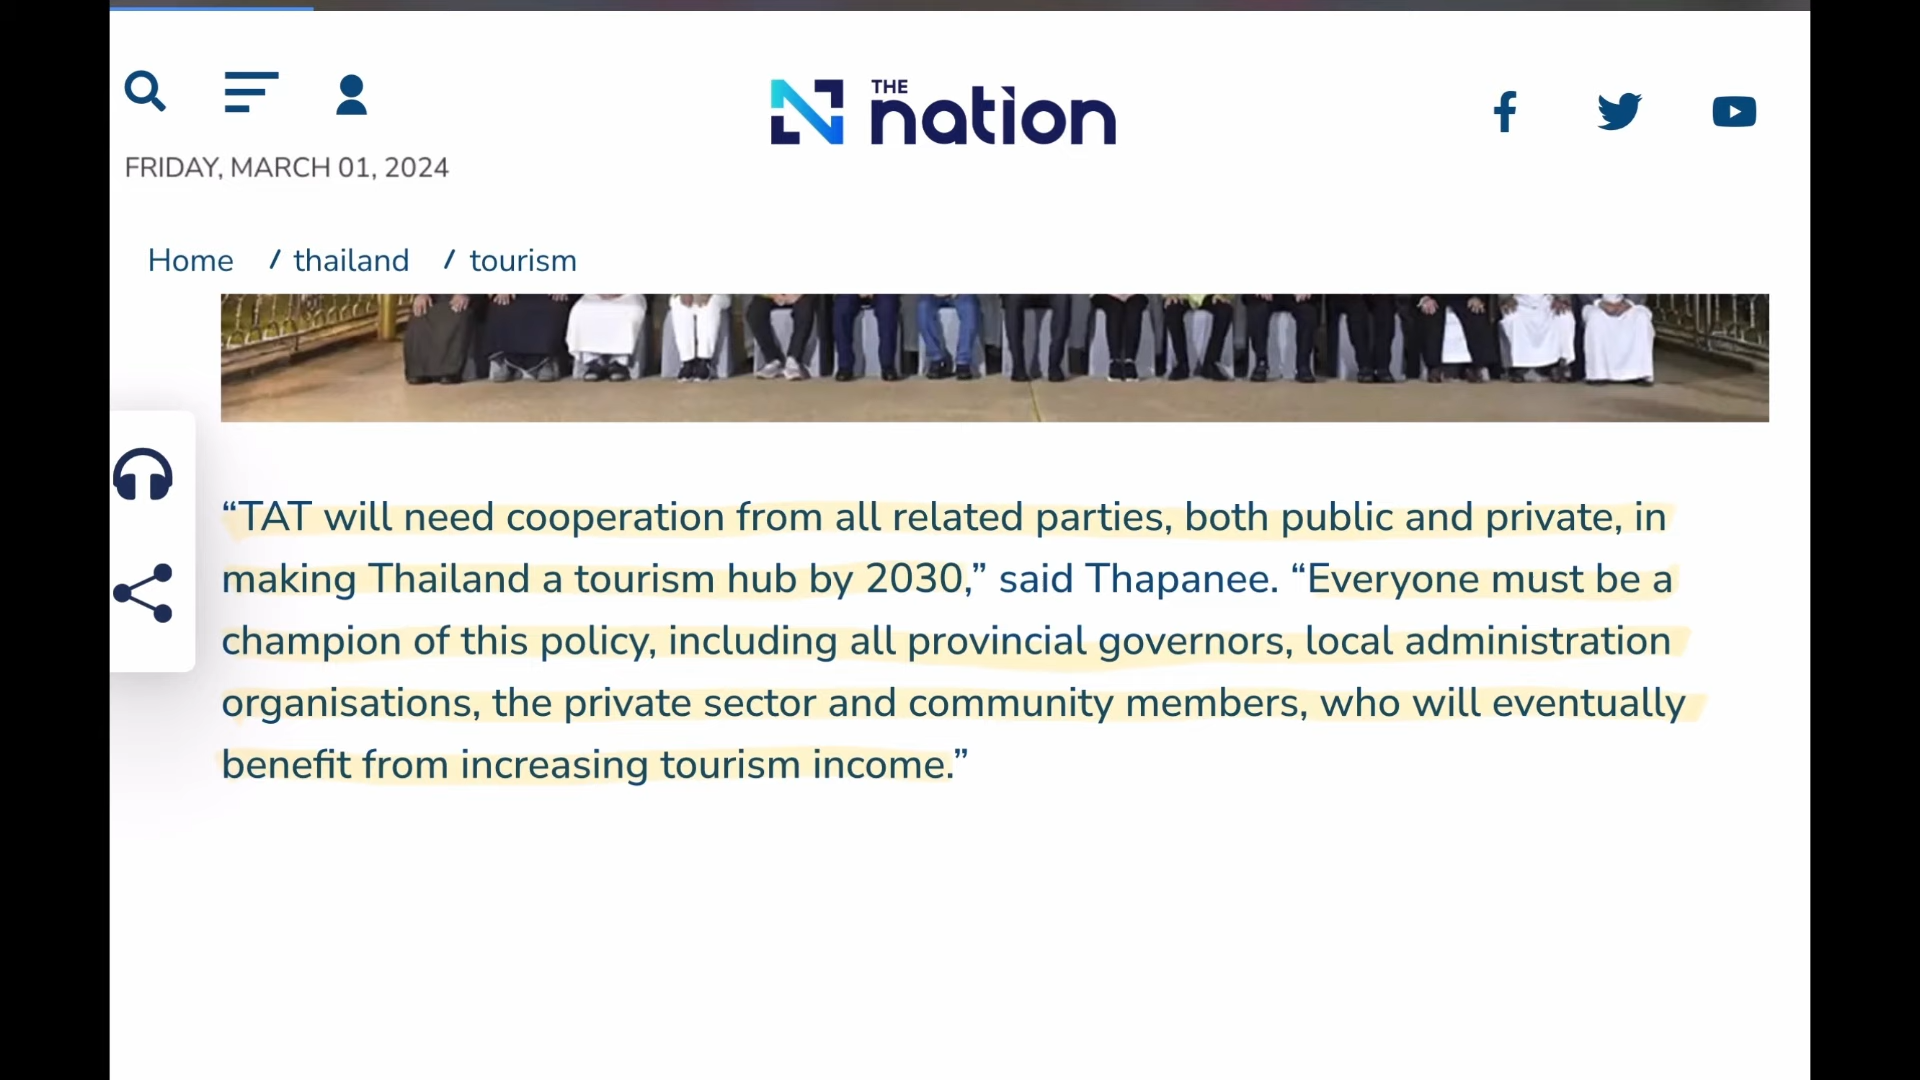 THE
nation
FRIDAY, MARCH 01, 2024
Home / thailand / tourism
“TAT will need cooperation from all related parties, both public and private, in
making Thailand a tourism hub by 2030,” said Thapanee. “Everyone must be a
champion of this policy, including all provincial governors, local administration
organisations, the private sector and community members, who will eventually
benefit from increasing tourism income.”